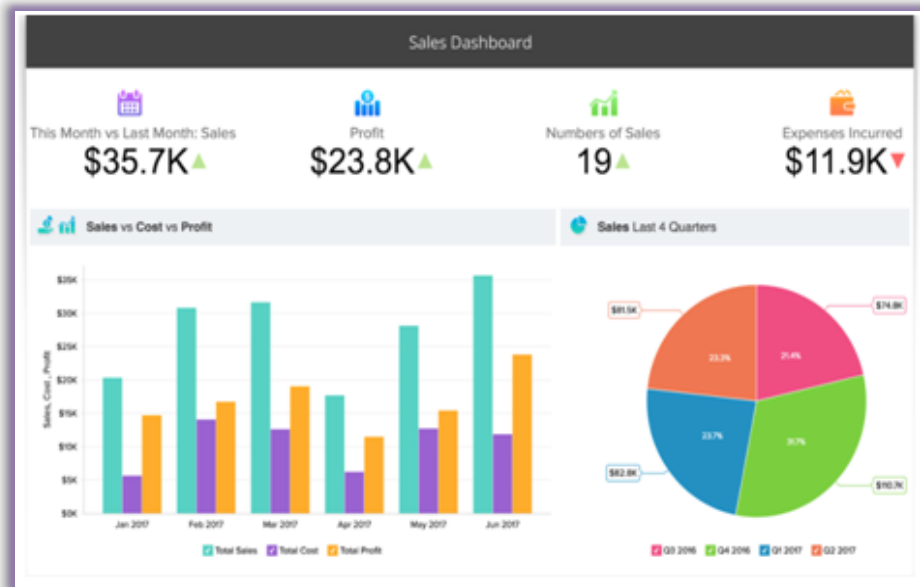 Sales Dashboard
This Month vs Last Month: Sales
$35.7K
Profit
$23.8K
Numbers of Sales
19
Expenses Incurred
$11.9K
Sales vs Cost vs Profit
Sales, Cost , Profit
$35K
$30K
$25K
$20K
$15K
$10K
$5K
$0K
Jan 2017 Feb 2017 Mar 2017 Apr 2017 May 2017 Jun 2017
Total Sales Total Cost Total Profit
Sales Last 4 Quarters
$81.5K
$74.8K
23.3%
21.4%
23.7%
31.7%
$82.8K
$110.7K
Q3 2016 Q4 2016 Q1 2017 Q2 2017